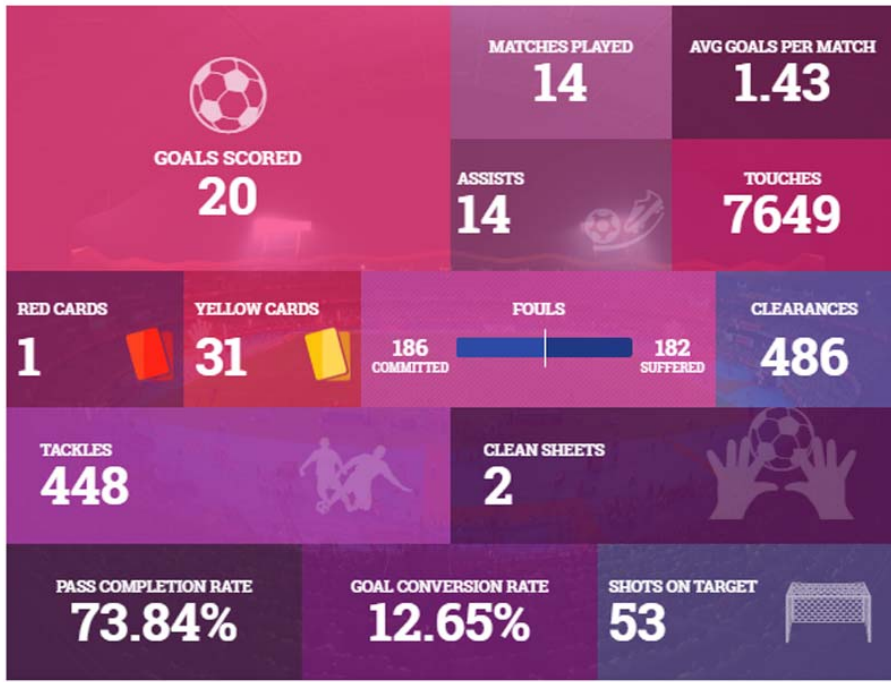 GOALS SCORED
20
MATCHES PLAYED
14
AVG GOALS PER MATCH
1.43
ASSISTS
14
TOUCHES
7649
RED CARDS
1
YELLOW CARDS
31
FOULS
186
COMMITTED
182
SUFFERED
CLEARANCES
486
TACKLES
448
CLEAN SHEETS
2
PASS COMPLETION RATE
73.84%
GOAL CONVERSION RATE
12.65%
SHOTS ON TARGET
53